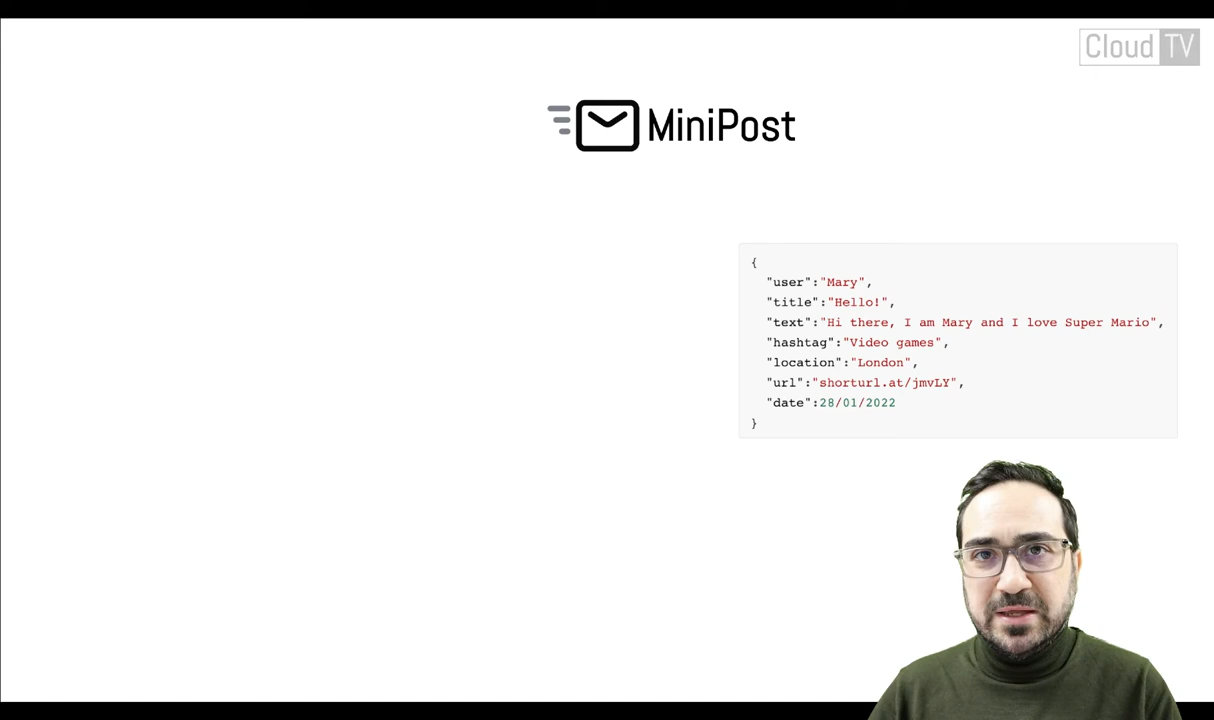 Cloud TV
MiniPost
{
"user":"Mary",
"title":"Hello!",
"text":"Hi there, I am Mary and I love Super Mario",
"hashtag":"Video games",
"location":"London",
"url":"shorturl.at/jmvLY",
"date":28/01/2022
}